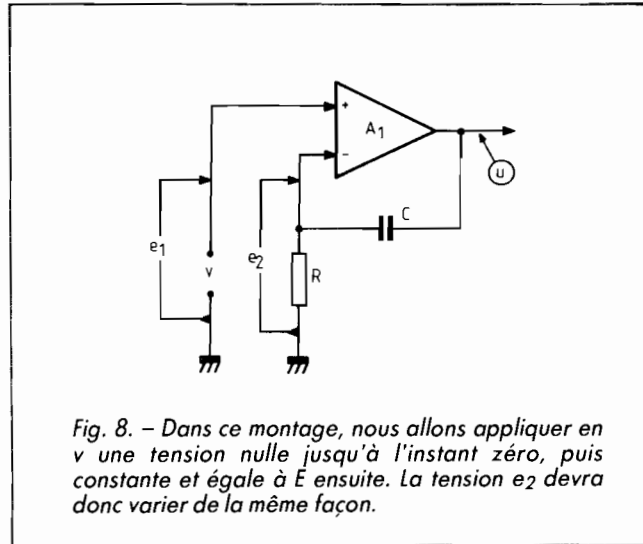 +
A1
−
u
C
e1
v
e2
R
Fig. 8. – Dans ce montage, nous allons appliquer en
v une tension nulle jusqu'à l'instant zéro, puis
constante et égale à E ensuite. La tension e2 devra
donc varier de la même façon.